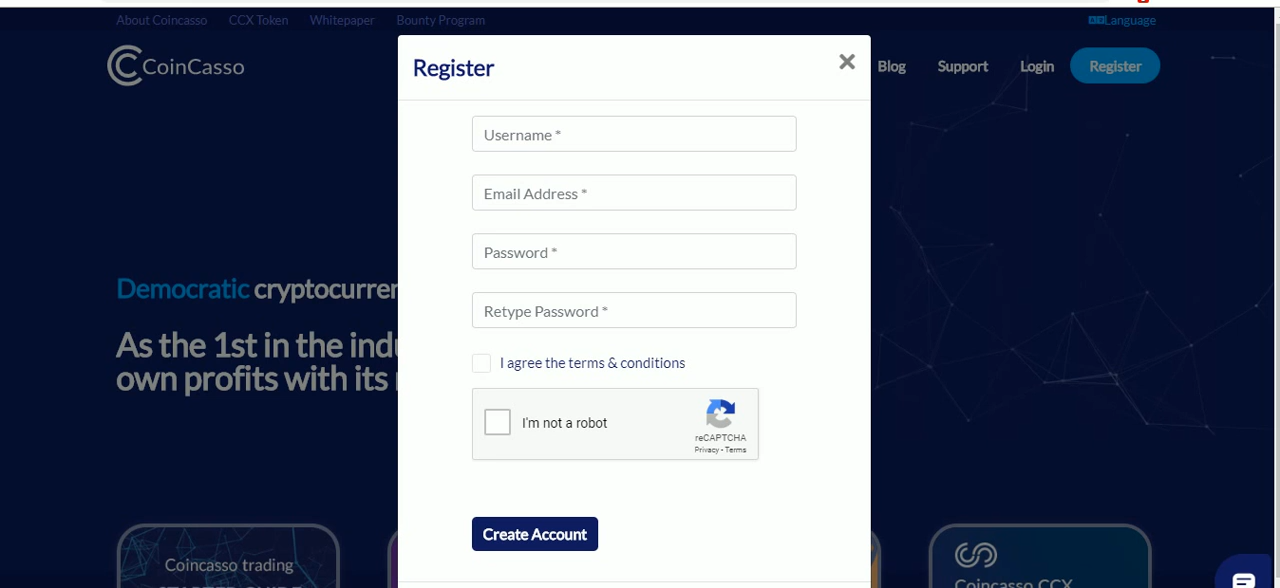 About Coincasso
CCX Token
Whitepaper
Bounty Program
Language
CoinCasso
Blog
Support
Login
Register
Register
Username *
Email Address *
Password *
Retype Password *
I agree the terms & conditions
I'm not a robot
reCAPTCHA
Privacy - Terms
Create Account
Democratic
As the 1st in the
own profits with its
Coincasso trading
STARTER GUIDE
Coincasso CCX